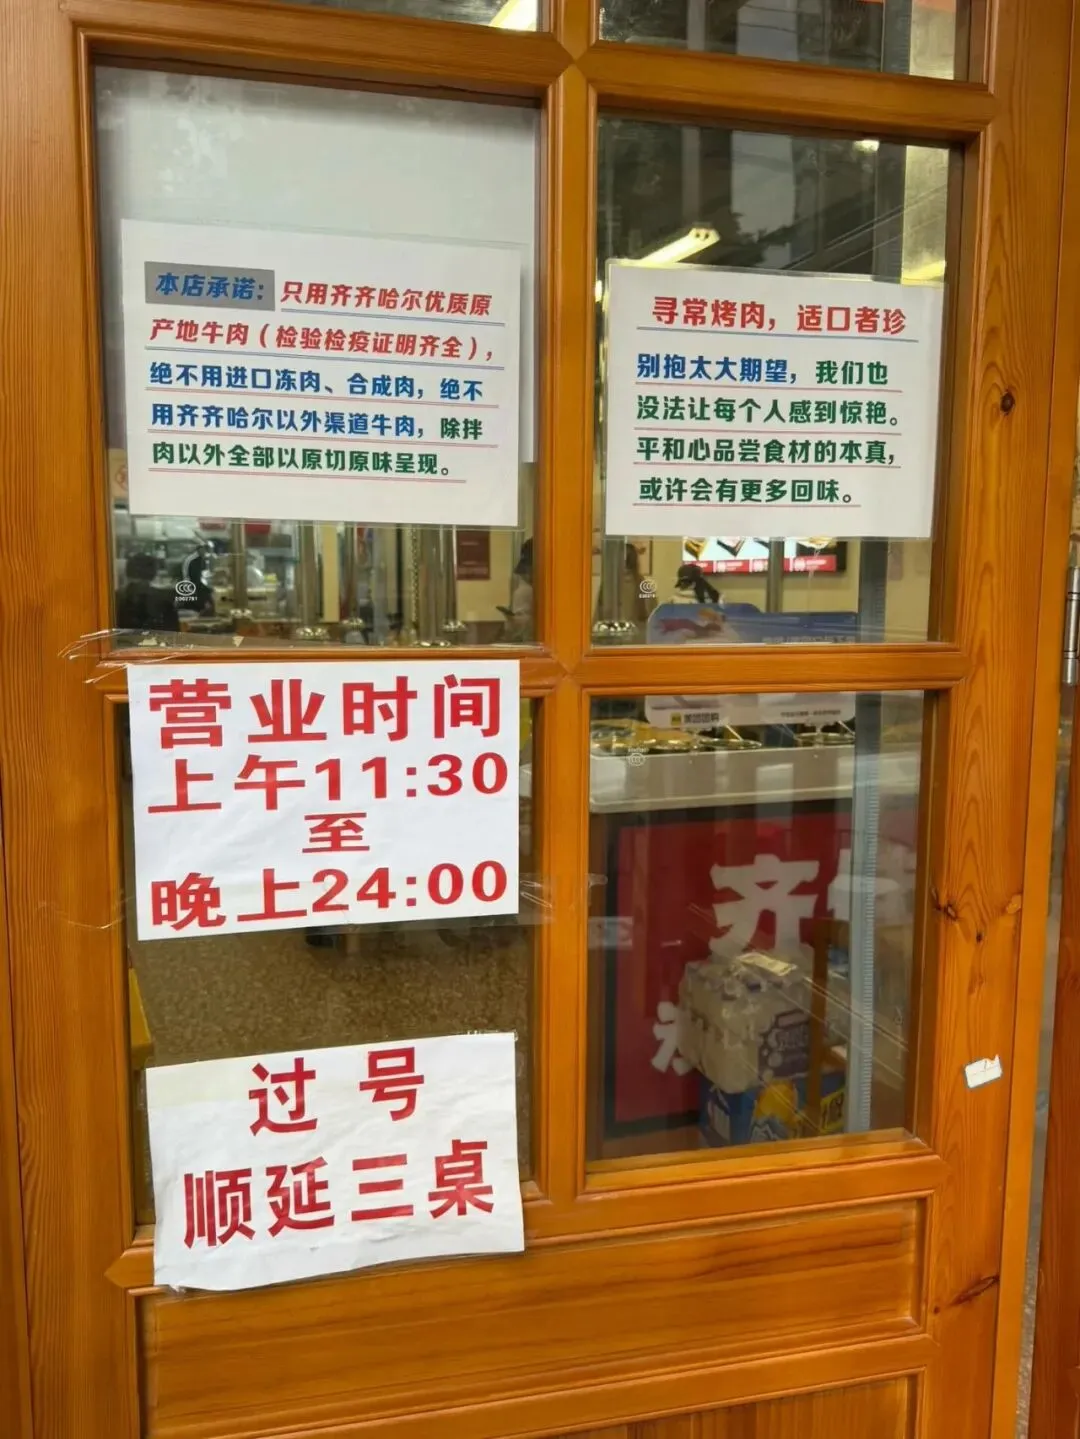 本店承诺：只用齐齐哈尔优质原
产地牛肉（检验检疫证明齐全），
绝不用进口冻肉、合成肉，绝不
用齐齐哈尔以外渠道牛肉，除拌
肉以外全部以原切原味呈现。
寻常烤肉，适口者珍
别抱太大期望，我们也
没法让每个人感到惊艳。
平和心品尝食材的本真，
或许会有更多回味。
营业时间
上午11:30
至
晚上24:00
过号
顺延三桌
美团团购
齐